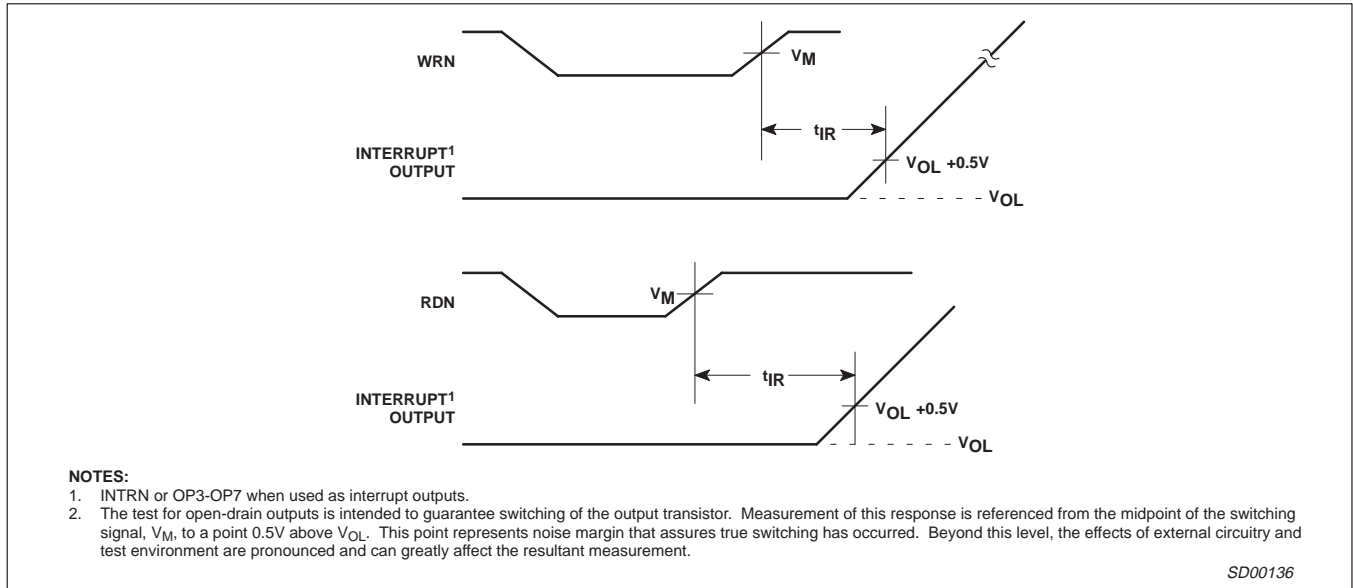 WRN
VM
tIR
INTERRUPT1
OUTPUT
VOL +0.5V
VOL
RDN
VM
tIR
INTERRUPT1
OUTPUT
VOL +0.5V
VOL
NOTES:
1. INTRN or OP3-OP7 when used as interrupt outputs.
2. The test for open-drain outputs is intended to guarantee switching of the output transistor. Measurement of this response is referenced from the midpoint of the switching
signal, VM, to a point 0.5V above VOL. This point represents noise margin that assures true switching has occurred. Beyond this level, the effects of external circuitry and
test environment are pronounced and can greatly affect the resultant measurement.
SD00136